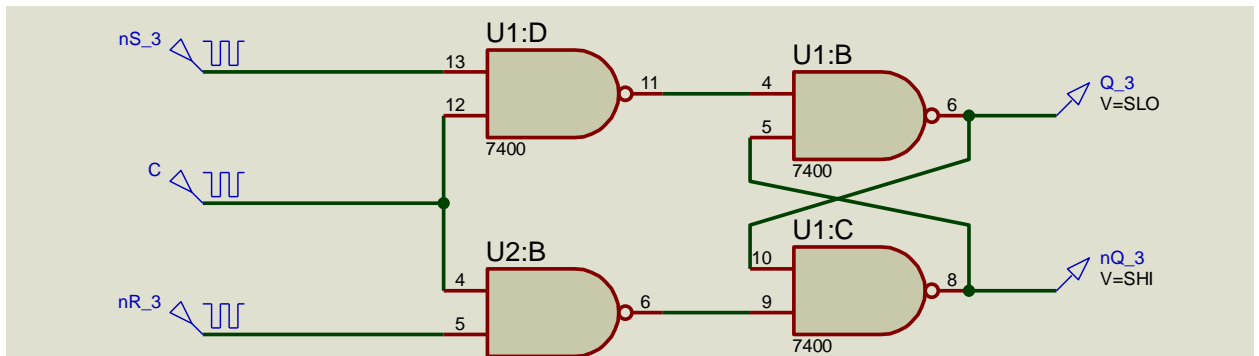 nS_3
13
12
U1:D
7400
11
4
5
U1:B
7400
6
Q_3
V=SLO
C
nR_3
4
5
U2:B
6
10
9
U1:C
7400
8
nQ_3
V=SHI